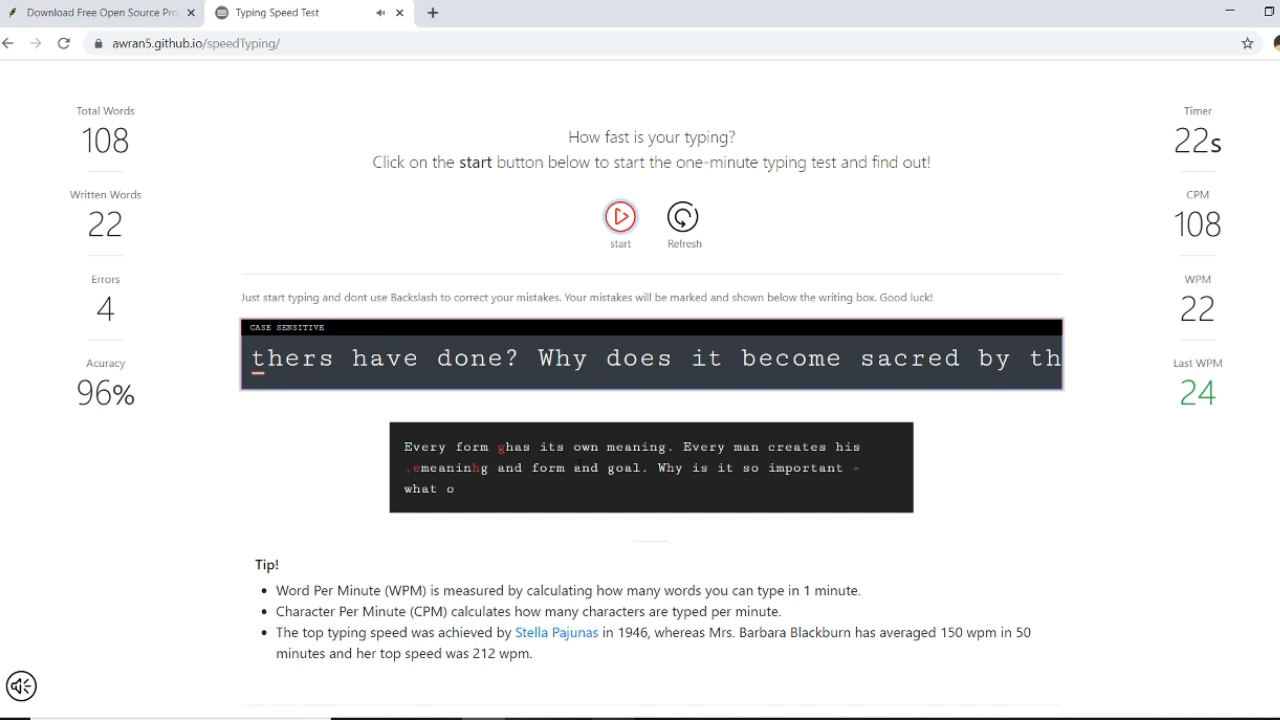 Download Free Open Source Pro
Typing Speed Test
awran5.github.io/speedTyping/
Total Words
108
Written Words
22
Errors
4
Acuracy
96%
How fast is your typing?
Click on the start button below to start the one-minute typing test and find out!
start
Refresh
Timer
22s
CPM
108
WPM
22
Last WPM
24
Just start typing and dont use Backslash to correct your mistakes. Your mistakes will be marked and shown below the writing box. Good luck!
CASE SENSITIVE
thers have done? Why does it become sacred by th
Every form ghas its own meaning. Every man creates his
,emeaninhg and form and goal. Why is it so important -
what o
Tip!
Word Per Minute (WPM) is measured by calculating how many words you can type in 1 minute.
Character Per Minute (CPM) calculates how many characters are typed per minute.
The top typing speed was achieved by Stella Pajunas in 1946, whereas Mrs. Barbara Blackburn has averaged 150 wpm in 50
minutes and her top speed was 212 wpm.